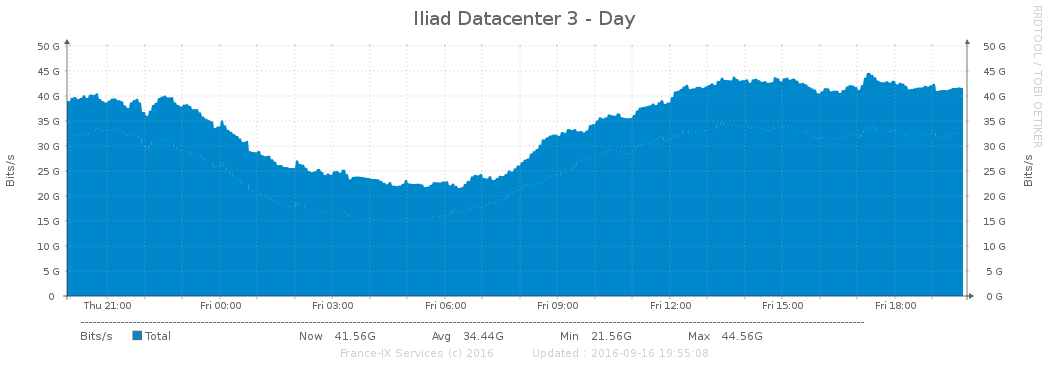 Iliad Datacenter 3 - Day
RRDTOOL / TOBI OETIKER
50 G 50 G
45 G 45 G
40 G 40 G
35 G 35 G
30 G 30 G
25 G 25 G
20 G 20 G
15 G 15 G
10 G 10 G
5 G 5 G
0 0 G
Bits/s Bits/s
Thu 21:00 Fri 00:00 Fri 03:00 Fri 06:00 Fri 09:00 Fri 12:00 Fri 15:00 Fri 18:00
Bits/s Total Now 41.56G Avg 34.44G Min 21.56G Max 44.56G
France-IX Services (c) 2016 Updated : 2016-09-16 19:55:08